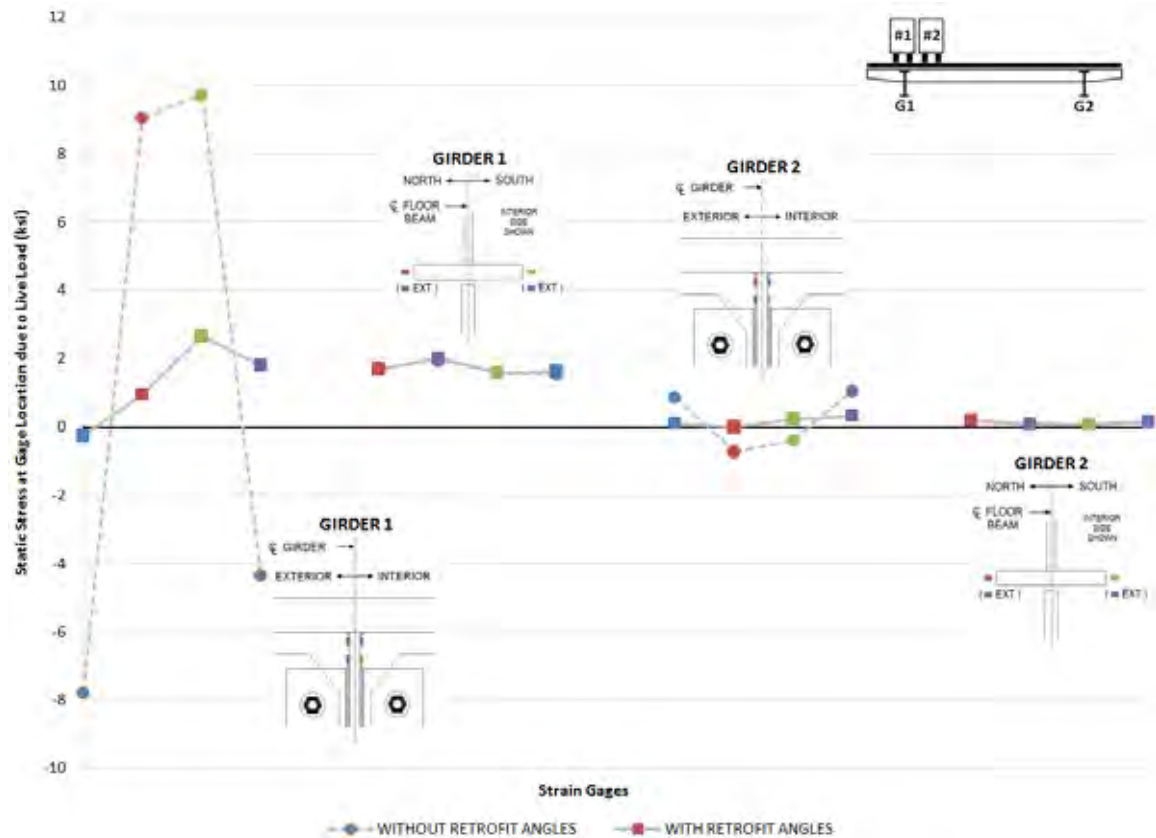 12
10
8
6
4
2
0
-2
-4
-6
-8
-10
Static Stress at Gage Location due to Live Load (ksi)
#1 #2
G1 G2
GIRDER 1
NORTH SOUTH
℄ FLOOR
BEAM
INTERIOR
SIDE
SHOWN
( EXT ) ( EXT )
GIRDER 2
℄ GIRDER
EXTERIOR INTERIOR
GIRDER 1
℄ GIRDER
EXTERIOR INTERIOR
GIRDER 2
NORTH SOUTH
℄ FLOOR
BEAM
INTERIOR
SIDE
SHOWN
( EXT ) ( EXT )
Strain Gages
WITHOUT RETROFIT ANGLES WITH RETROFIT ANGLES